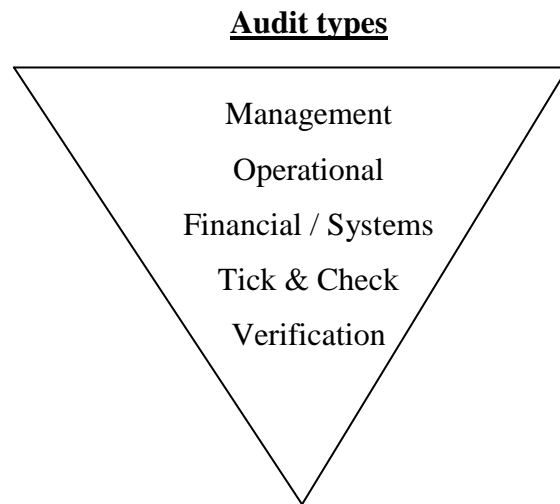 Audit types
Management
Operational
Financial / Systems
Tick & Check
Verification